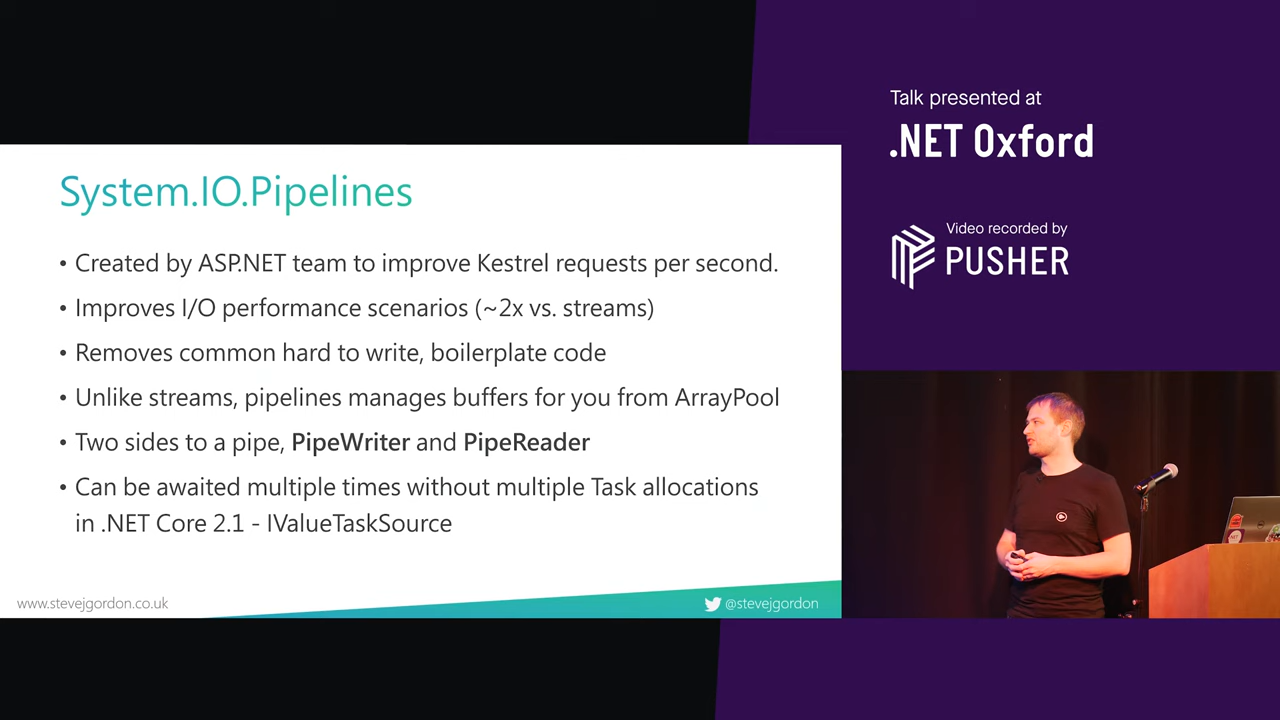 Talk presented at
.NET Oxford
Video recorded by
PUSHER
System.IO.Pipelines
• Created by ASP.NET team to improve Kestrel requests per second.
• Improves I/O performance scenarios (~2x vs. streams)
• Removes common hard to write, boilerplate code
• Unlike streams, pipelines manages buffers for you from ArrayPool
• Two sides to a pipe, PipeWriter and PipeReader
• Can be awaited multiple times without multiple Task allocations
in .NET Core 2.1 - IValueTaskSource
www.stevejgordon.co.uk
@stevejgordon